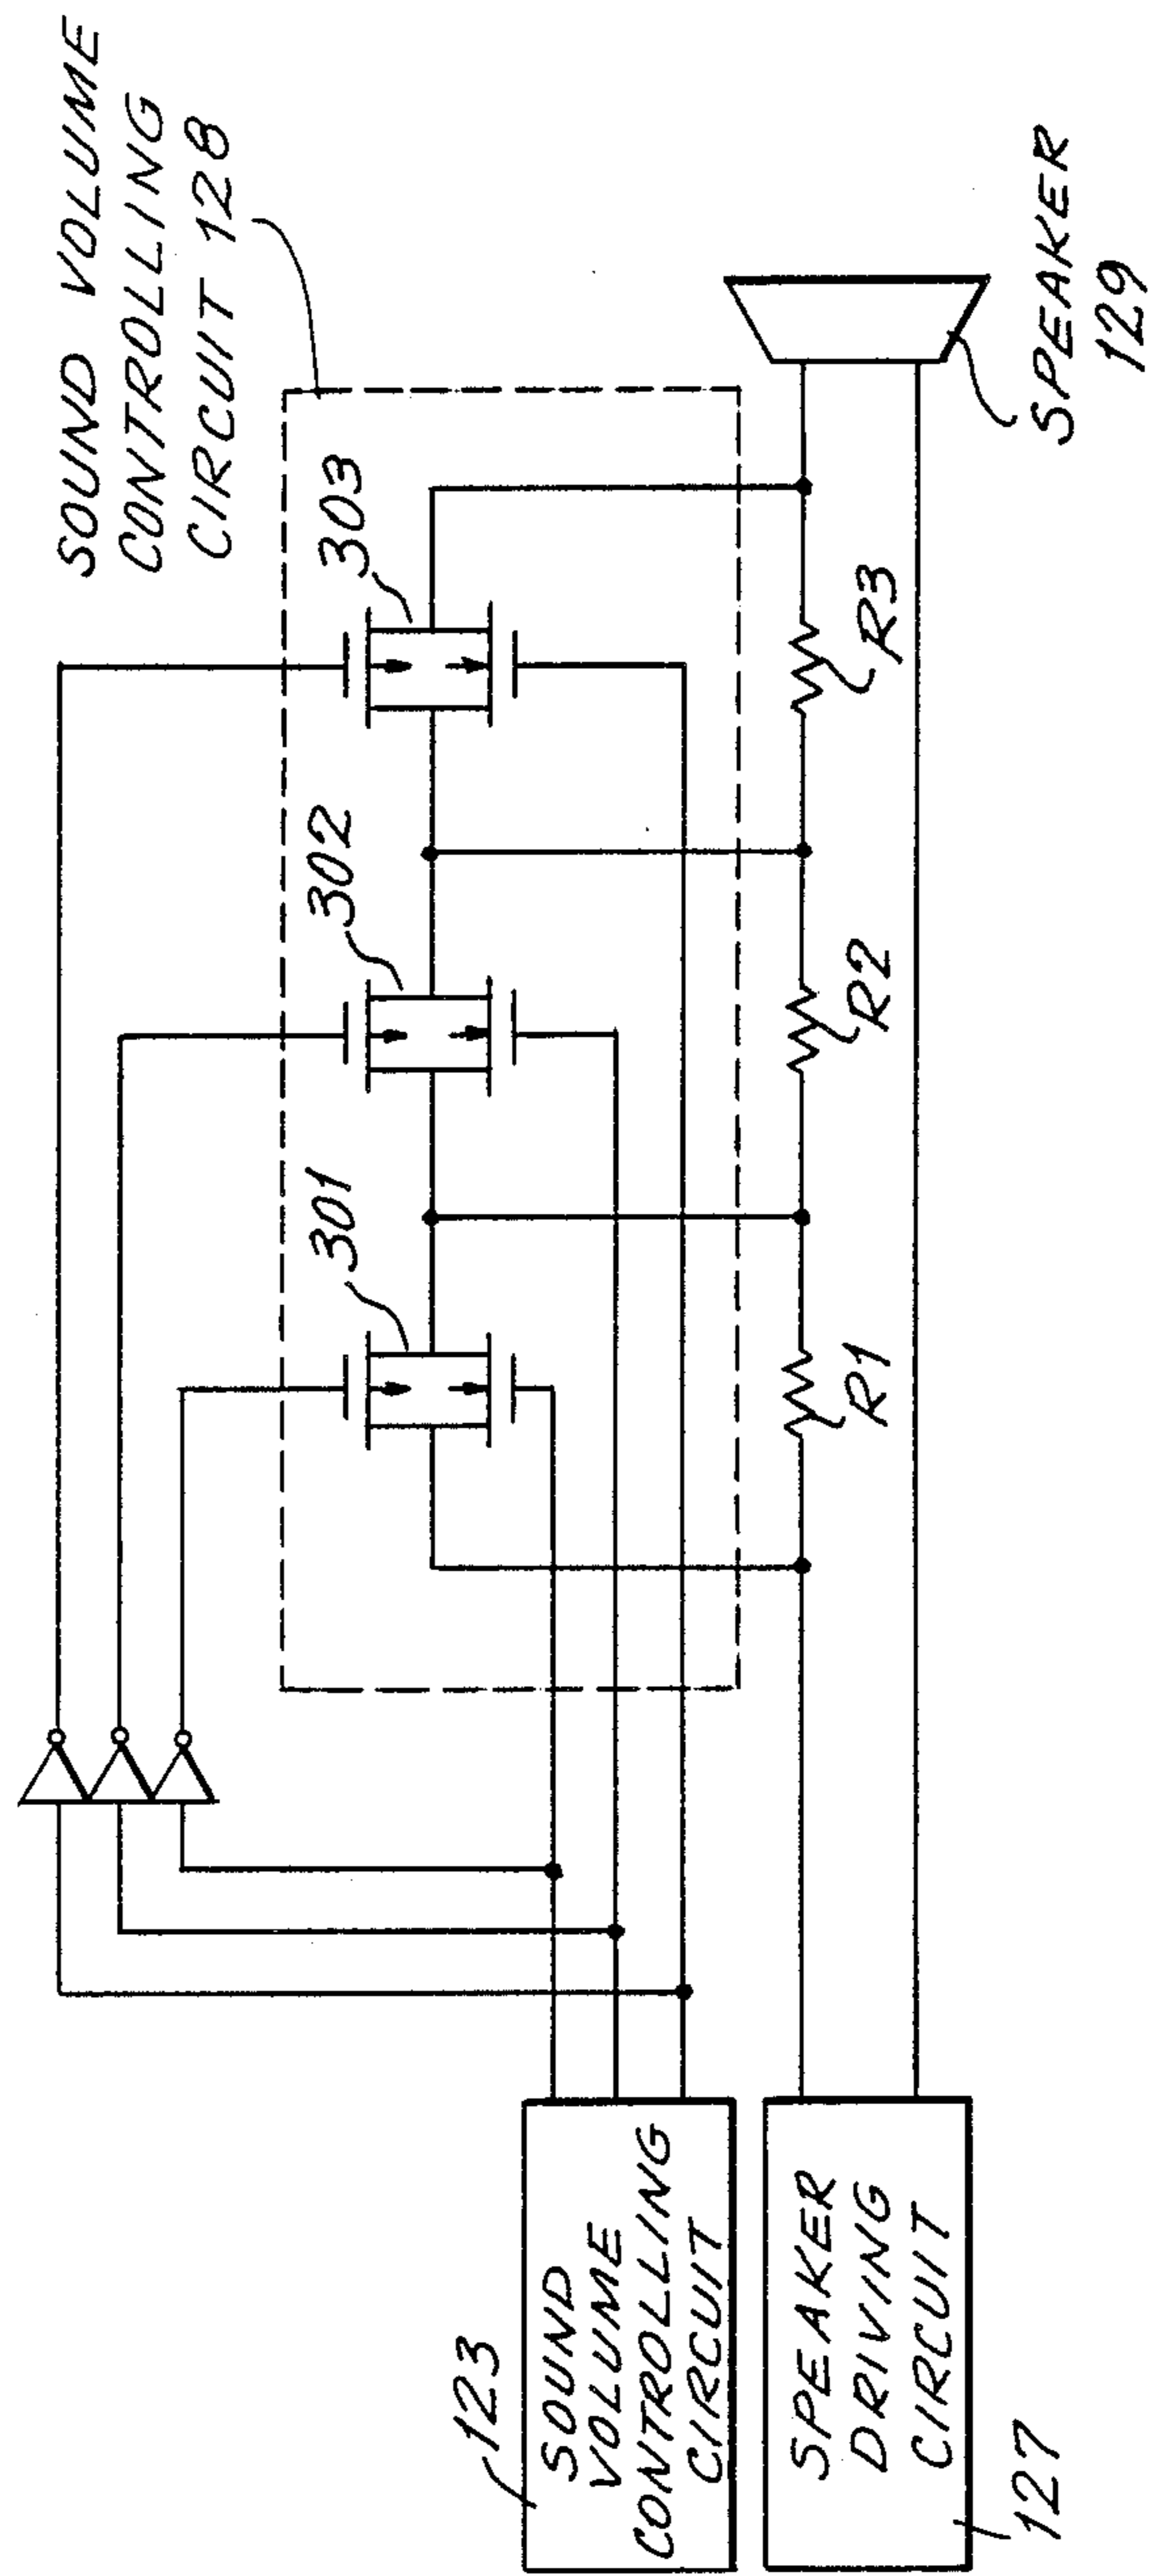 SOUND VOLUME
CONTROLLING
CIRCUIT 128
303
302
301
R3
R2
R1
SPEAKER
129
123
SOUND
VOLUME
CONTROLLING
CIRCUIT
SPEAKER
DRIVING
CIRCUIT
127